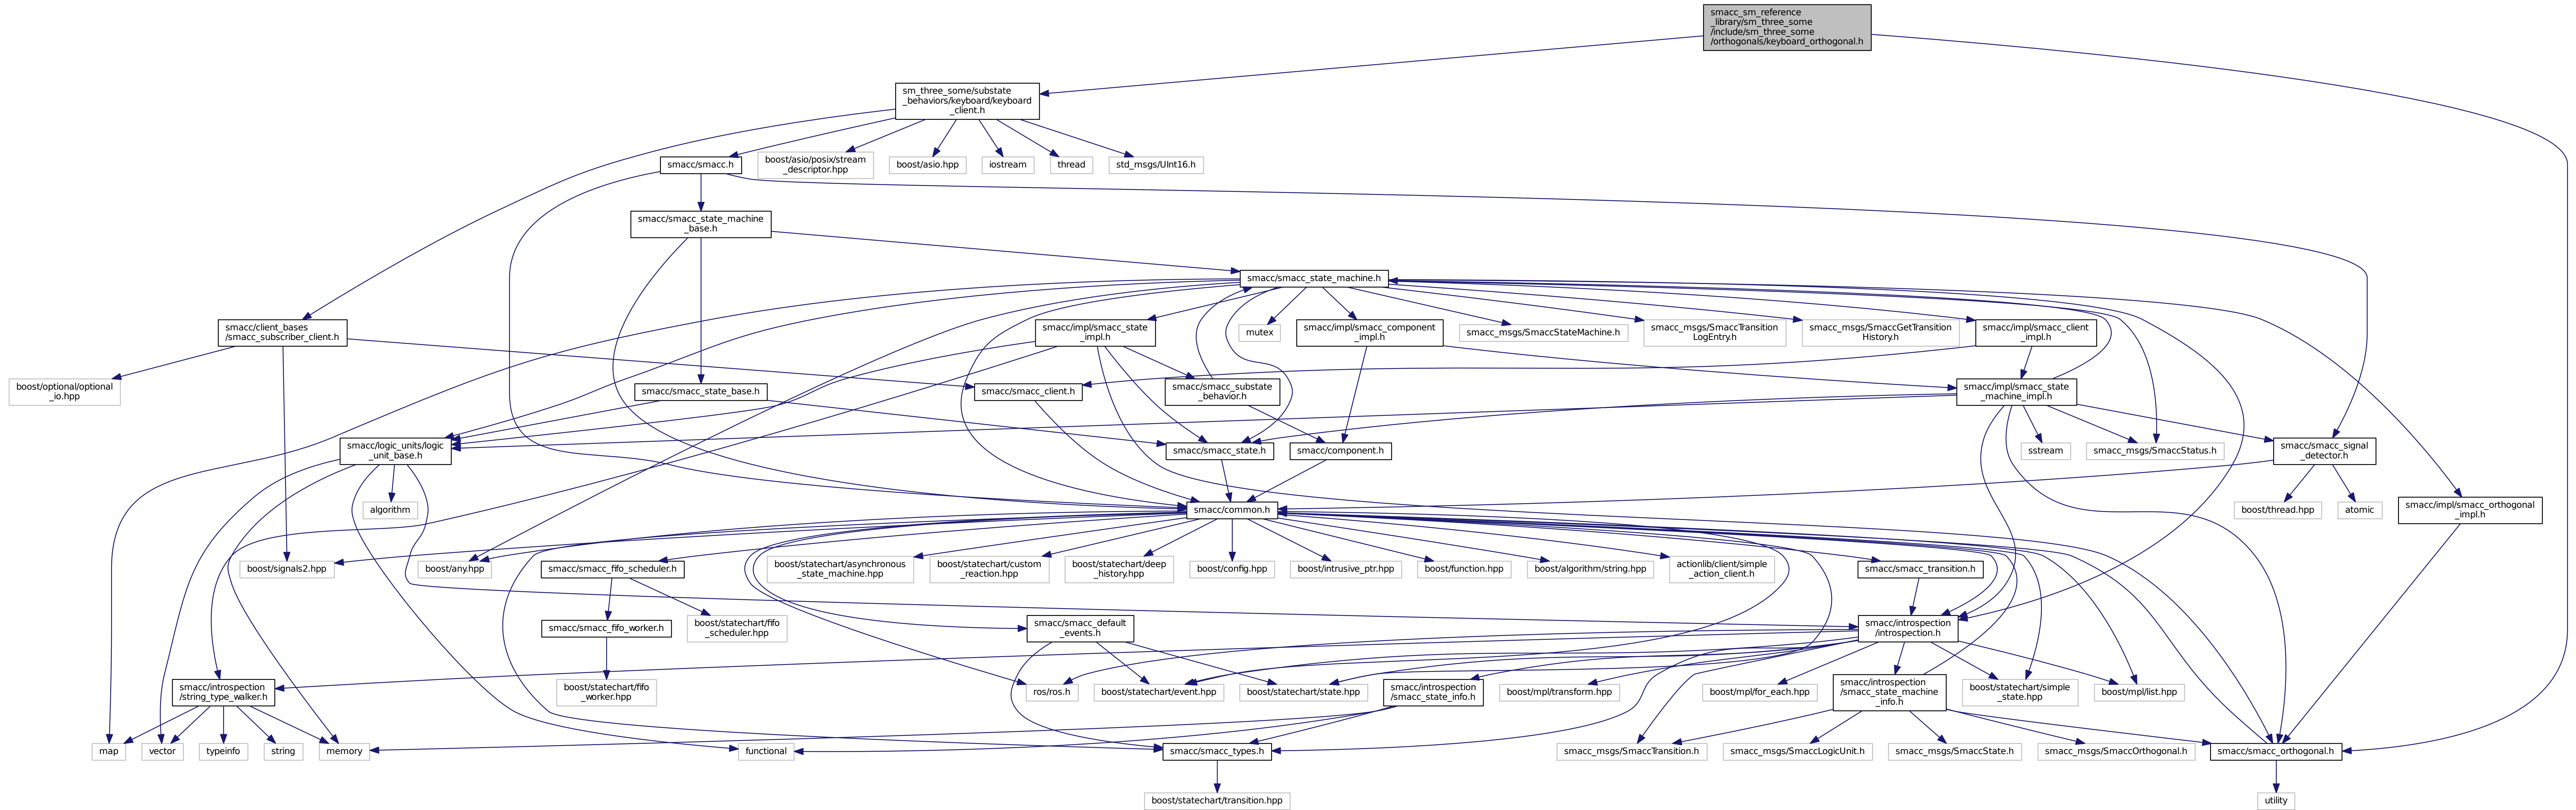 smacc_sm_reference
_library/sm_three_some
/include/sm_three_some
/orthogonals/keyboard_orthogonal.h
sm_three_some/substate
_behaviors/keyboard/keyboard
_client.h
smacc/smacc.h
boost/asio/posix/stream
_descriptor.hpp
boost/asio.hpp
iostream
thread
std_msgs/UInt16.h
smacc/smacc_state_machine
_base.h
smacc/smacc_state_machine.h
smacc/client_bases
/smacc_subscriber_client.h
smacc/impl/smacc_state
_impl.h
mutex
smacc/impl/smacc_component
_impl.h
smacc_msgs/SmaccStateMachine.h
smacc_msgs/SmaccTransition
LogEntry.h
smacc_msgs/SmaccGetTransition
History.h
smacc/impl/smacc_client
_impl.h
boost/optional/optional
_io.hpp
smacc/smacc_state_base.h
smacc/smacc_client.h
smacc/smacc_substate
_behavior.h
smacc/impl/smacc_state
_machine_impl.h
smacc/logic_units/logic
_unit_base.h
smacc/smacc_state.h
smacc/component.h
sstream
smacc_msgs/SmaccStatus.h
smacc/smacc_signal
_detector.h
algorithm
smacc/common.h
boost/thread.hpp
atomic
smacc/impl/smacc_orthogonal
_impl.h
boost/signals2.hpp
boost/any.hpp
smacc/smacc_fifo_scheduler.h
boost/statechart/asynchronous
_state_machine.hpp
boost/statechart/custom
_reaction.hpp
boost/statechart/deep
_history.hpp
boost/config.hpp
boost/intrusive_ptr.hpp
boost/function.hpp
boost/algorithm/string.hpp
actionlib/client/simple
_action_client.h
smacc/smacc_transition.h
smacc/smacc_fifo_worker.h
boost/statechart/fifo
_scheduler.hpp
smacc/smacc_default
_events.h
smacc/introspection
/introspection.h
smacc/introspection
/string_type_walker.h
boost/statechart/fifo
_worker.hpp
ros/ros.h
boost/statechart/event.hpp
boost/statechart/state.hpp
smacc/introspection
/smacc_state_info.h
boost/mpl/transform.hpp
boost/mpl/for_each.hpp
smacc/introspection
/smacc_state_machine
_info.h
boost/statechart/simple
_state.hpp
boost/mpl/list.hpp
map
vector
typeinfo
string
memory
functional
smacc/smacc_types.h
smacc_msgs/SmaccTransition.h
smacc_msgs/SmaccLogicUnit.h
smacc_msgs/SmaccState.h
smacc_msgs/SmaccOrthogonal.h
smacc/smacc_orthogonal.h
boost/statechart/transition.hpp
utility